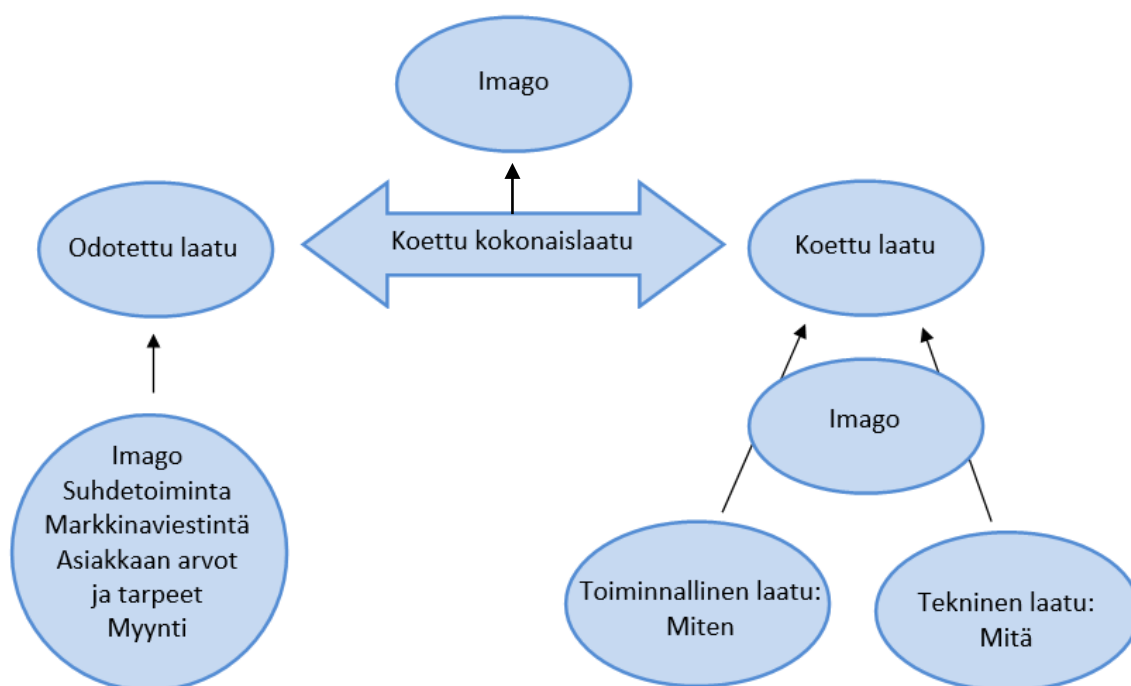 Imago
Odotettu laatu
Koettu kokonaislaatu
Koettu laatu
Imago
Suhdetoiminta
Markkinaviestintä
Asiakkaan arvot
ja tarpeet
Myynti
Imago
Toiminnallinen laatu:
Miten
Tekninen laatu:
Mitä